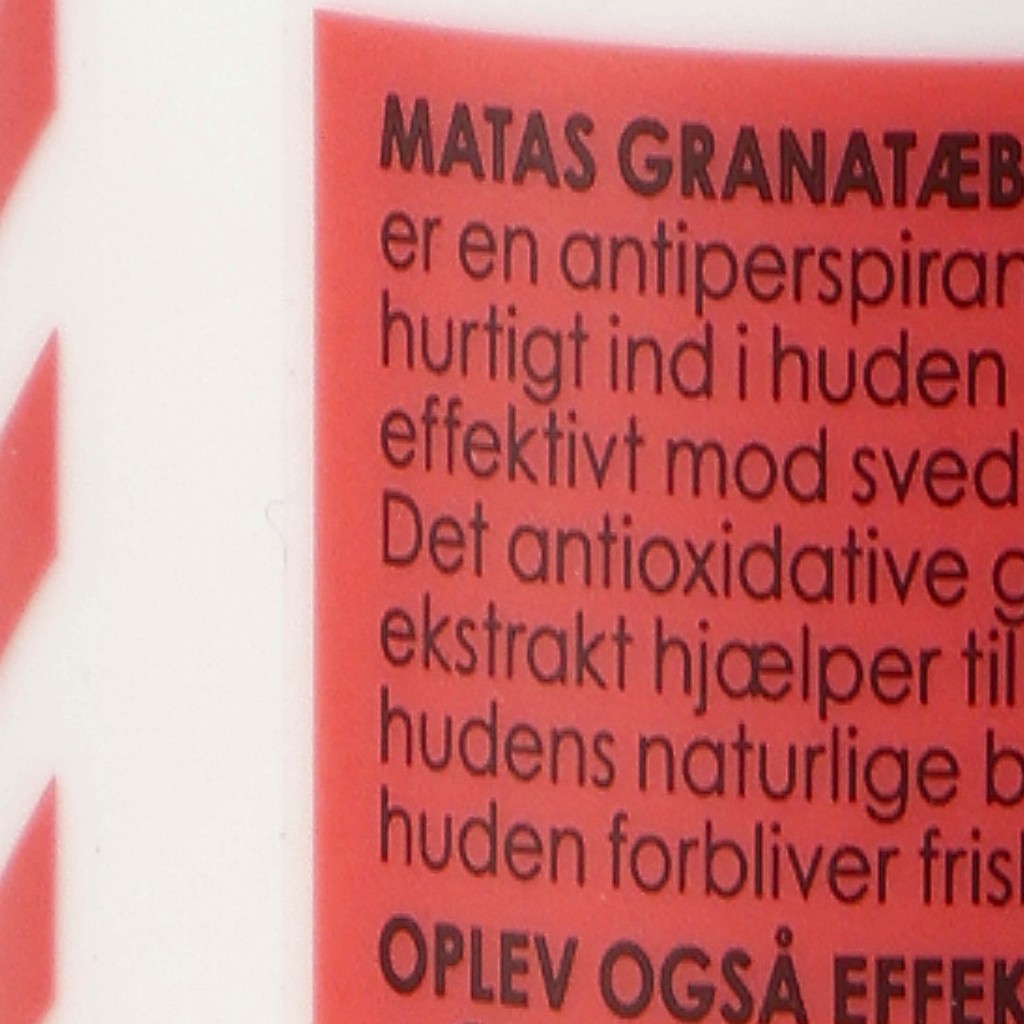 MATAS GRANATÆB
er en antiperspiran
hurtigt ind i huden
effektivt mod sved
Det antioxidative g
ekstrakt hjælper til
hudens naturlige b
huden forbliver fris
OPLEV OGSÅ EFFEK